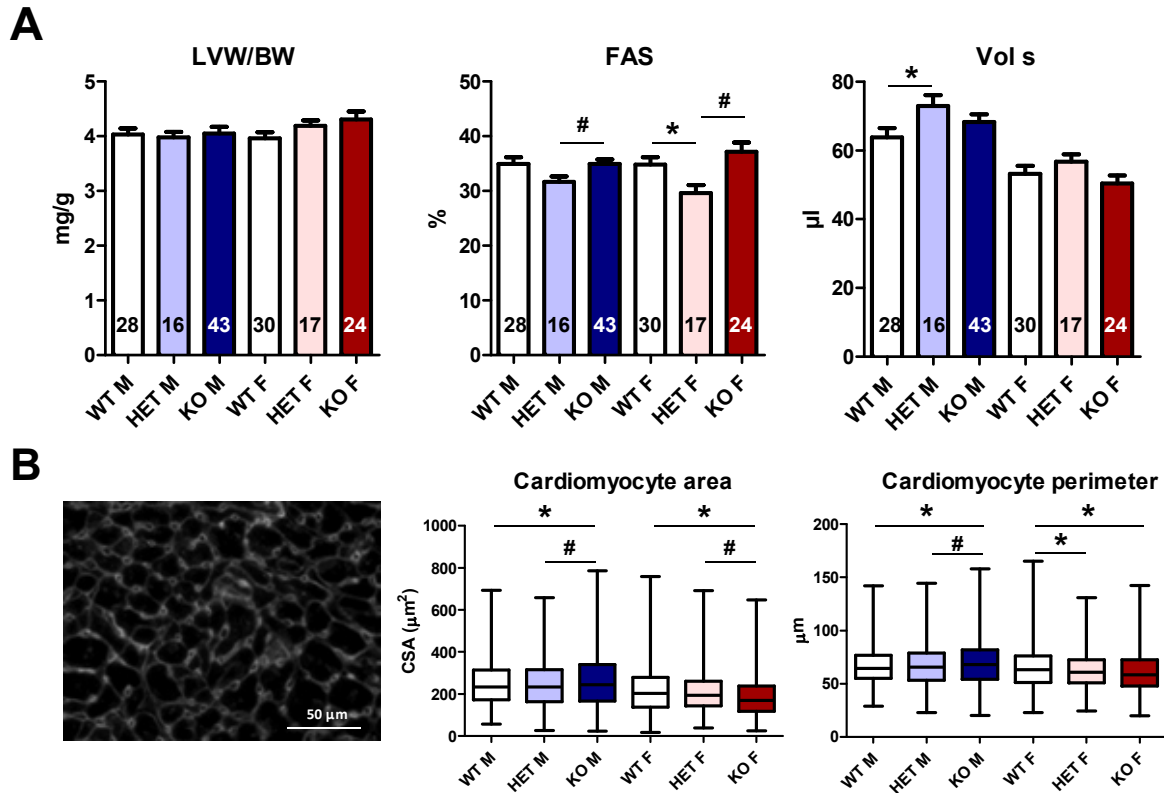 A
LVW/BW
FAS
Vol s
mg/g
5
4
3
2
1
0
28 16 43 30 17 24
WT M
HET M
KO M
WT F
HET F
KO F
%
50
40
30
20
10
0
#
*
#
28 16 43 30 17 24
WT M
HET M
KO M
WT F
HET F
KO F
µl
80
60
40
20
0
*
28 16 43 30 17 24
WT M
HET M
KO M
WT F
HET F
KO F
B
50 µm
Cardiomyocyte area
CSA (µm²)
1000
800
600
400
200
0
* *
# #
WT M
HET M
KO M
WT F
HET F
KO F
Cardiomyocyte perimeter
µm
200
150
100
50
0
* *
# *
WT M
HET M
KO M
WT F
HET F
KO F